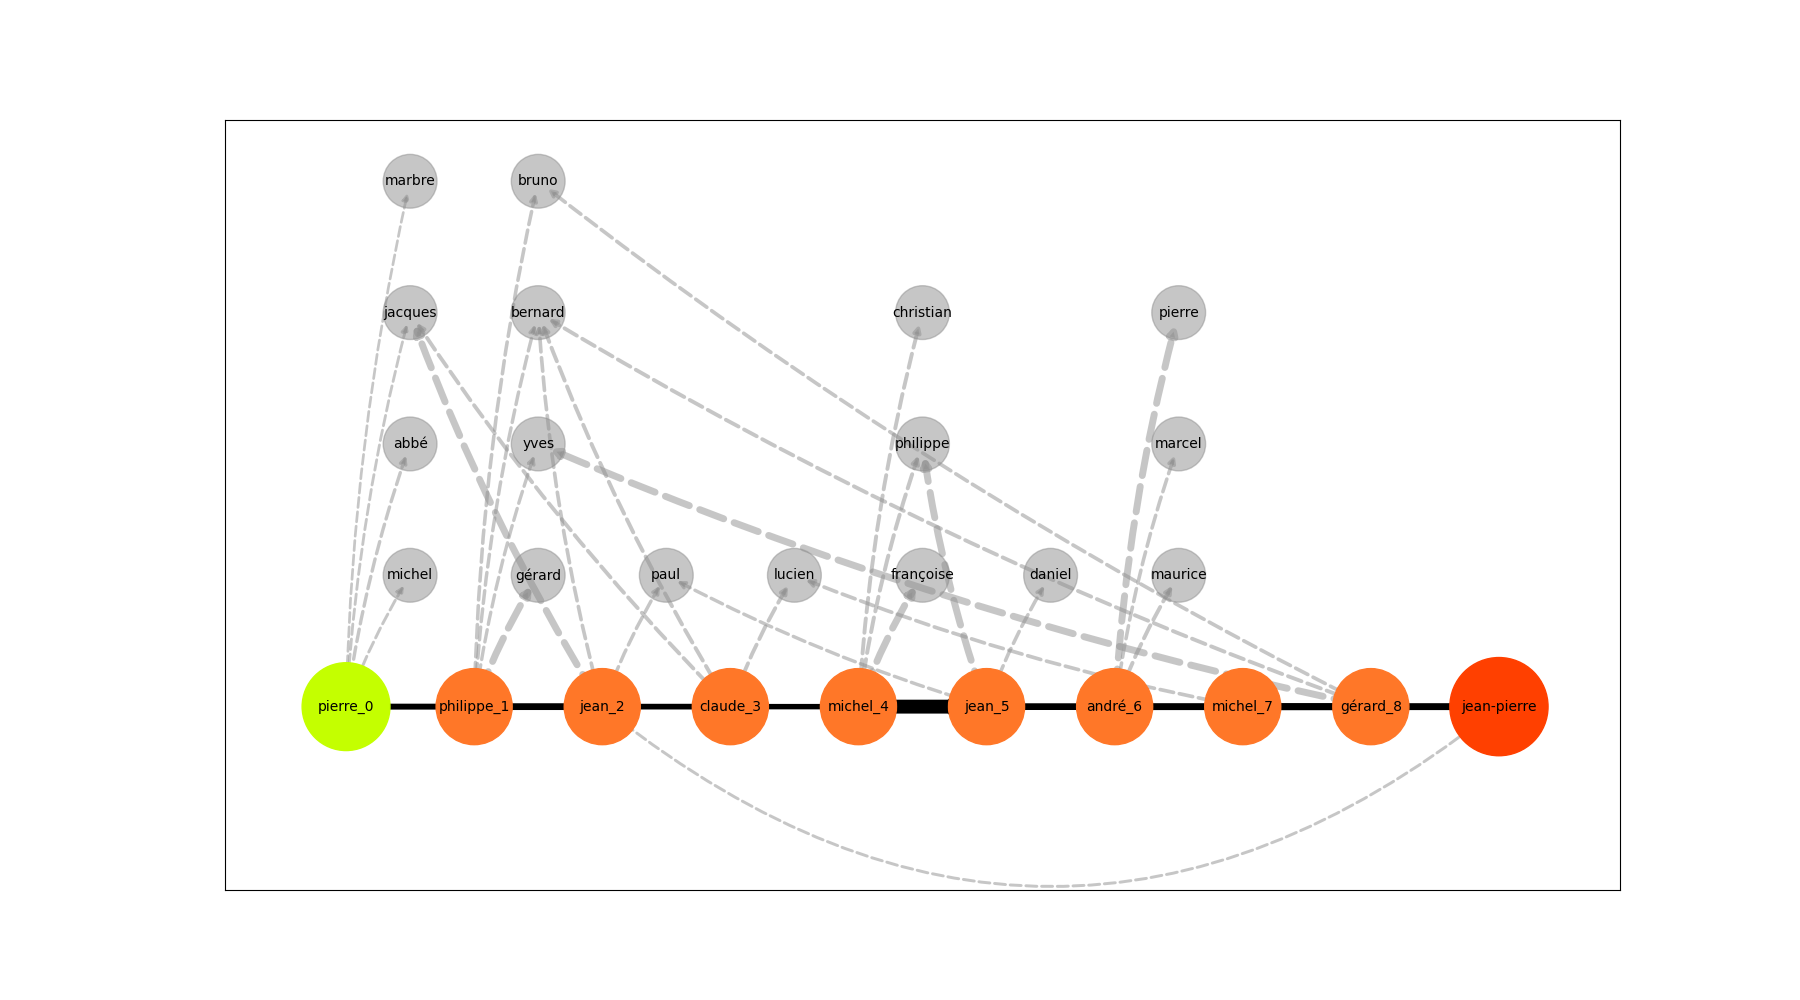 marbre bruno
jacques bernard christian pierre
abbé yves philippe marcel
michel gérard paul lucien françoise daniel maurice
pierre_0 philippe_1 jean_2 claude_3 michel_4 jean_5 andré_6 michel_7 gérard_8 jean-pierre